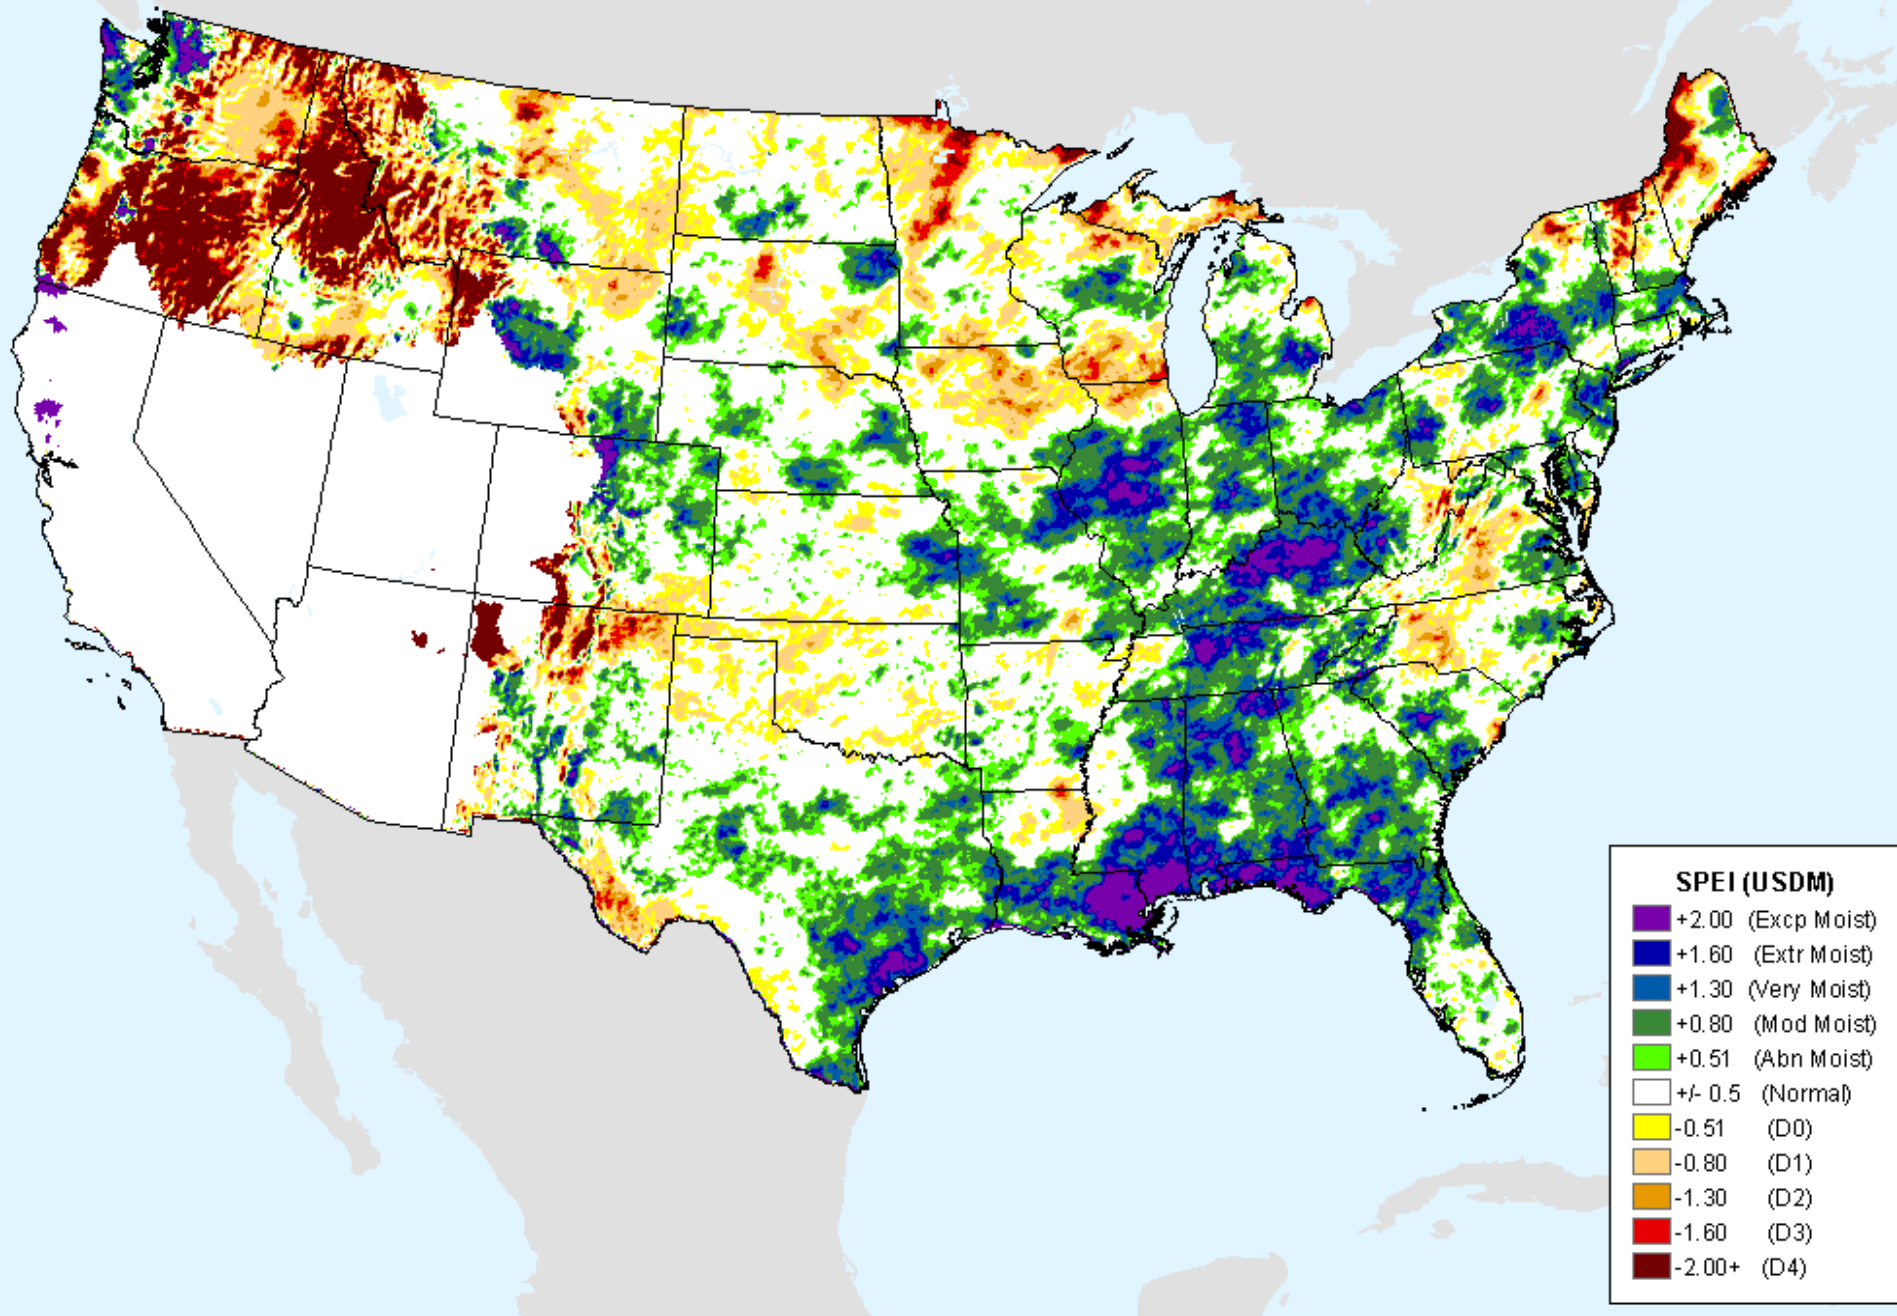 SPEI (USDM)
+2.00 (Excp Moist)
+1.60 (Extr Moist)
+1.30 (Very Moist)
+0.80 (Mod Moist)
+0.51 (Abn Moist)
+/- 0.5 (Normal)
-0.51 (D0)
-0.80 (D1)
-1.30 (D2)
-1.60 (D3)
-2.00+ (D4)